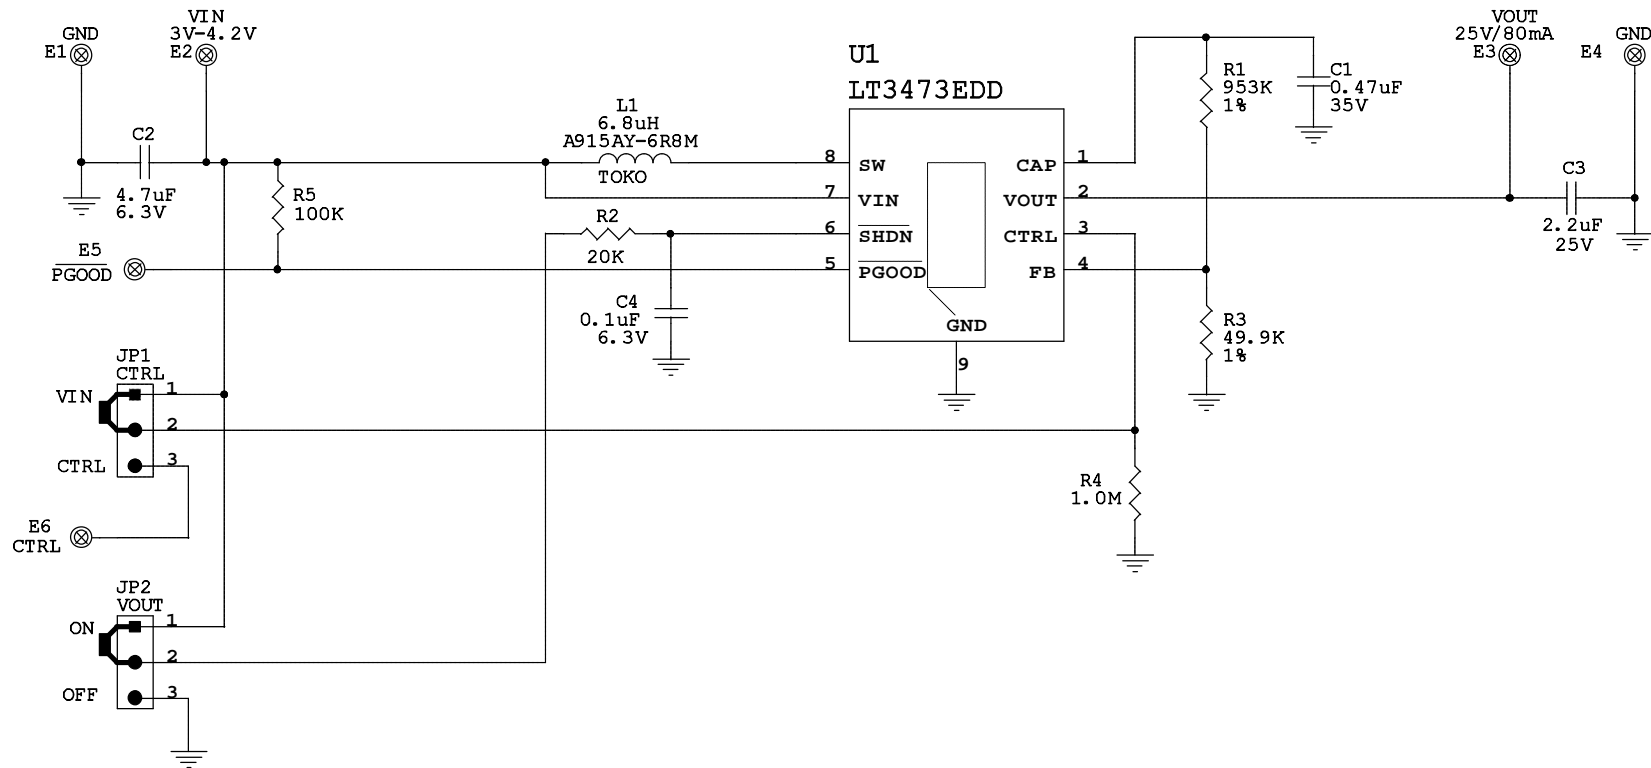 GND
E1
VIN
3V-4.2V
E2
C2
4.7uF
6.3V
R5
100K
E5
PGOOD
L1
6.8uH
A915AY-6R8M
TOKO
R2
20K
C4
0.1uF
6.3V
U1
LT3473EDD
8
SW
7
VIN
6
SHDN
5
PGOOD
CAP
1
VOUT
2
CTRL
3
FB
4
GND
9
R1
953K
1%
C1
0.47uF
35V
R3
49.9K
1%
VOUT
25V/80mA
E3
GND
E4
C3
2.2uF
25V
JP1
CTRL
VIN
1
2
CTRL
3
E6
CTRL
R4
1.0M
JP2
VOUT
ON
1
2
OFF
3